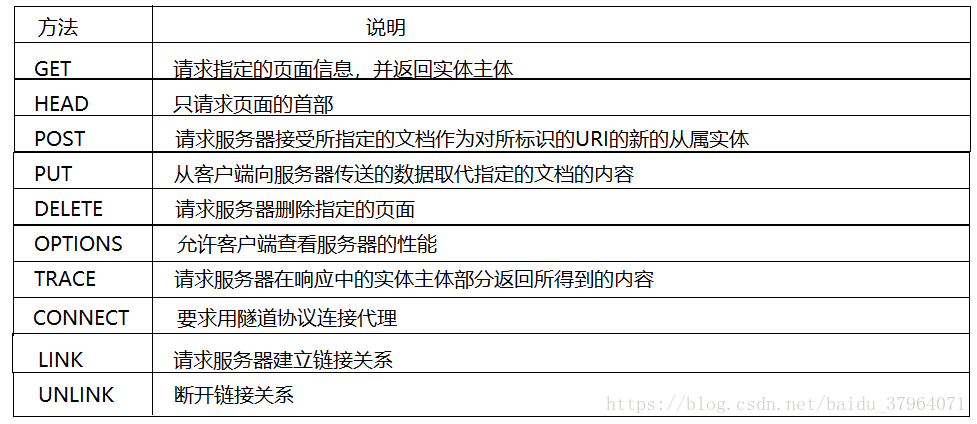 方法 说明
GET 请求指定的页面信息，并返回实体主体
HEAD 只请求页面的首部
POST 请求服务器接受所指定的文档作为对所标识的URI的新的从属实体
PUT 从客户端向服务器传送的数据取代指定的文档的内容
DELETE 请求服务器删除指定的页面
OPTIONS 允许客户端查看服务器的性能
TRACE 请求服务器在响应中的实体主体部分返回所得到的内容
CONNECT 要求用隧道协议连接代理
LINK 请求服务器建立链接关系
UNLINK 断开链接关系
https://blog.csdn.net/baidu_37964071